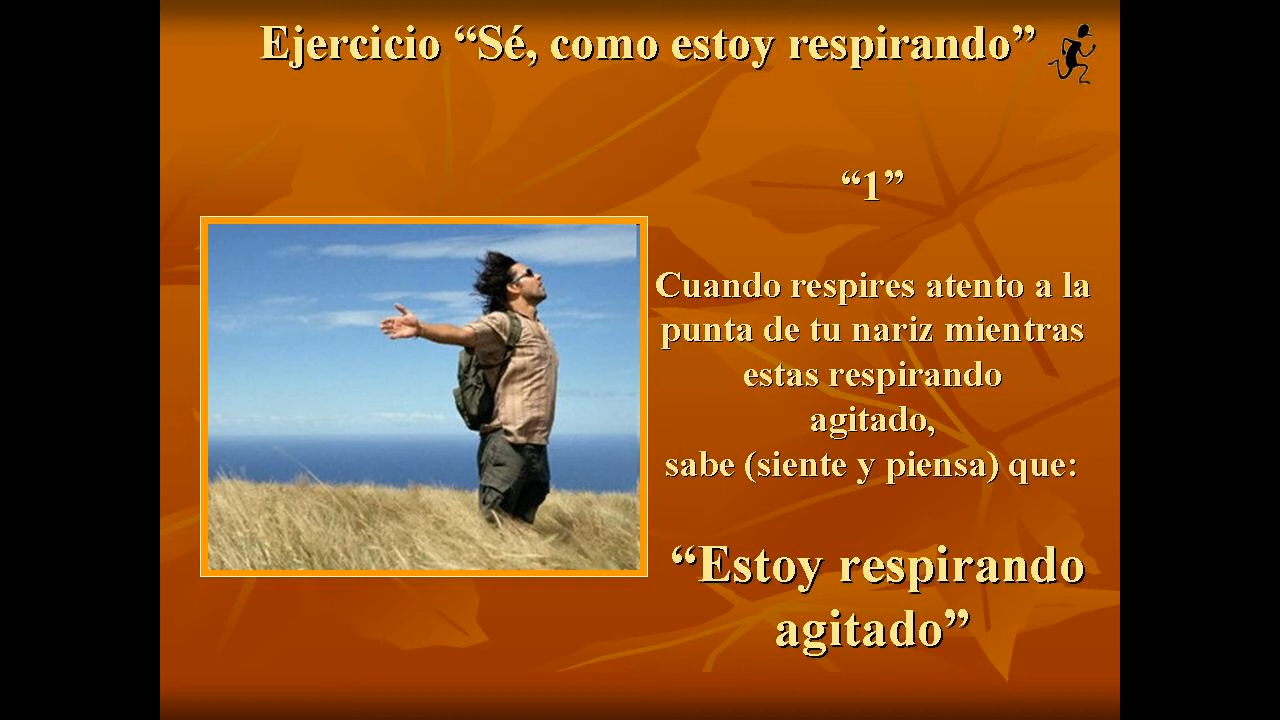 Ejercicio “Sé, como estoy respirando”
“1”
Cuando respires atento a la
punta de tu nariz mientras
estas respirando
agitado,
sabe (siente y piensa) que:
“Estoy respirando
agitado”